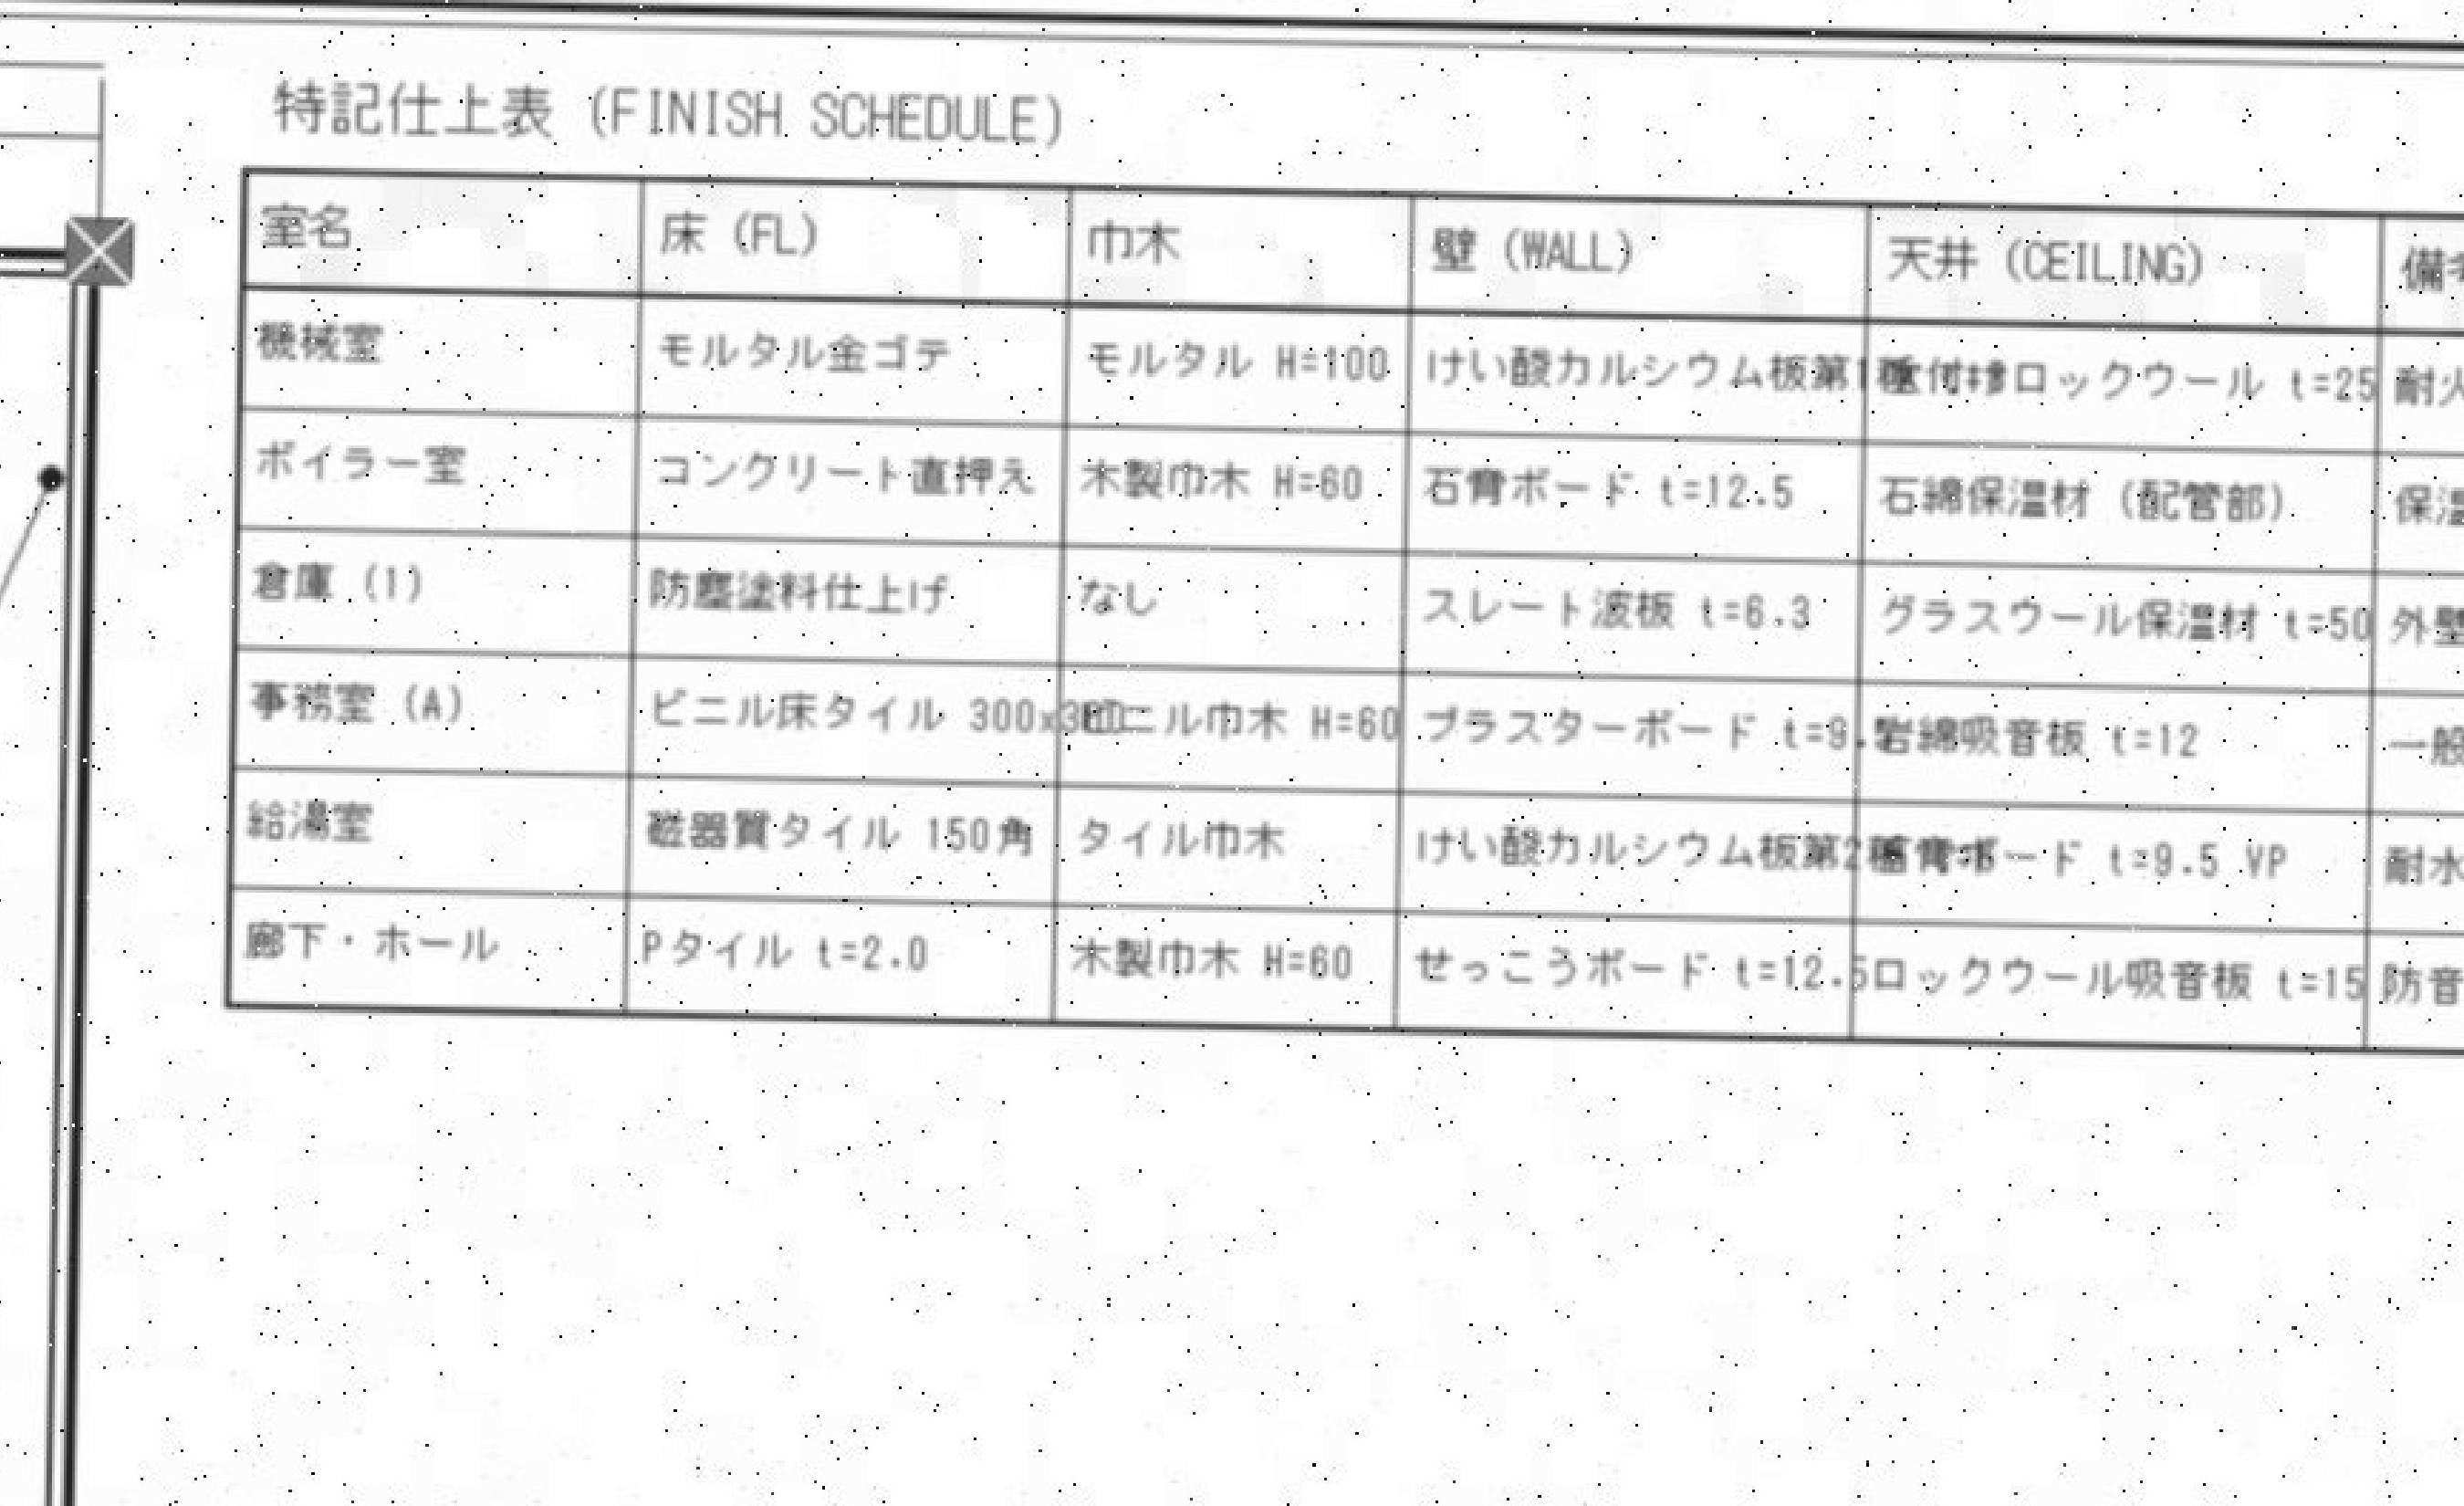 特記仕上表 (FINISH SCHEDULE)
室名 床 (FL) 巾木 壁 (WALL) 天井 (CEILING) 備考
機械室 モルタル金ゴテ モルタル H=100 けい酸カルシウム板第1種 ロックウール t=25 耐火
ボイラー室 コンクリート直押え 木製巾木 H=60 石膏ボード t=12.5 石綿保温材 (配管部) 保温
倉庫 (1) 防塵塗料仕上げ なし スレート波板 t=6.3 グラスウール保温材 t=50 外壁
事務室 (A) ビニル床タイル 300x300 ビニル巾木 H=60 プラスターボード t=9.5 岩綿吸音板 t=12 一般
給湯室 磁器質タイル 150角 タイル巾木 けい酸カルシウム板第2種 石膏ボード t=9.5 VP 耐水
廊下・ホール Pタイル t=2.0 木製巾木 H=60 せっこうボード t=12.5 ロックウール吸音板 t=15 防音